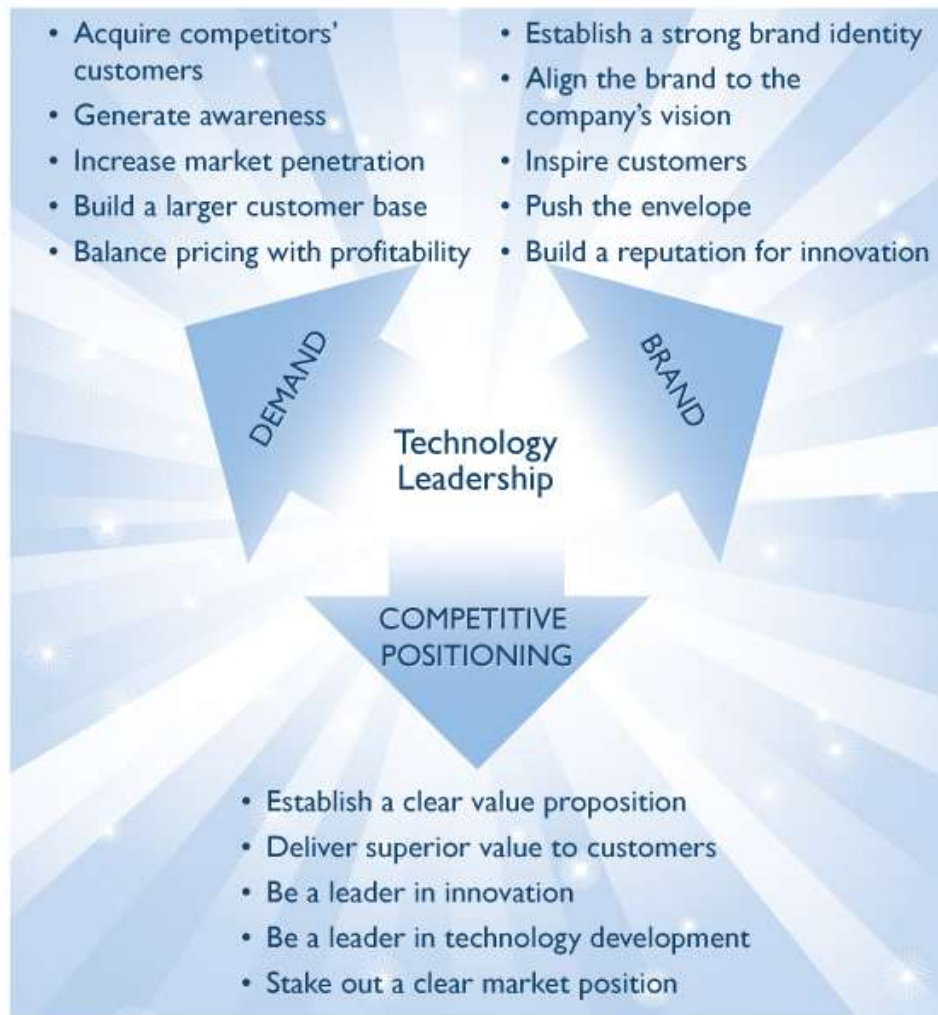 • Acquire competitors'
customers
• Generate awareness
• Increase market penetration
• Build a larger customer base
• Balance pricing with profitability
• Establish a strong brand identity
• Align the brand to the
company's vision
• Inspire customers
• Push the envelope
• Build a reputation for innovation
DEMAND
BRAND
Technology
Leadership
COMPETITIVE
POSITIONING
• Establish a clear value proposition
• Deliver superior value to customers
• Be a leader in innovation
• Be a leader in technology development
• Stake out a clear market position